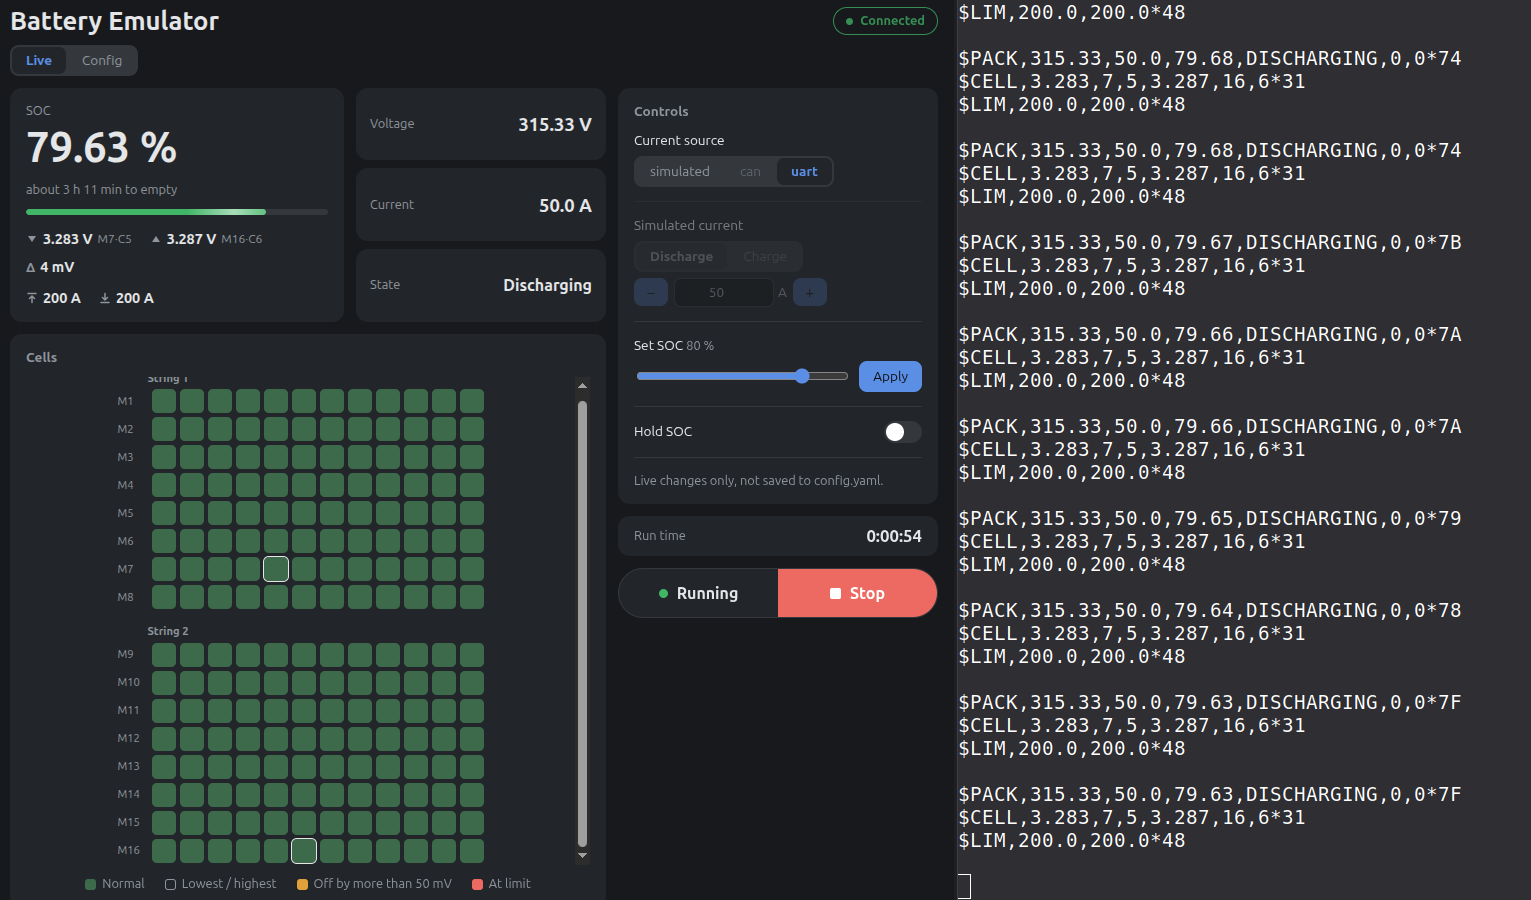 Battery Emulator
Connected
Live Config
SOC
79.63 %
about 3 h 11 min to empty
▼ 3.283 V M7-C5 ▲ 3.287 V M16-C6
Δ 4 mV
200 A 200 A
Voltage 315.33 V
Current 50.0 A
State Discharging
Cells
String 1
M1
M2
M3
M4
M5
M6
M7
M8
String 2
M9
M10
M11
M12
M13
M14
M15
M16
Normal Lowest / highest Off by more than 50 mV At limit
Controls
Current source
simulated can uart
Simulated current
Discharge Charge
− 50 A +
Set SOC 80 %
Apply
Hold SOC
Live changes only, not saved to config.yaml.
Run time 0:00:54
Running Stop
$LIM,200.0,200.0*48
$PACK,315.33,50.0,79.68,DISCHARGING,0,0*74
$CELL,3.283,7,5,3.287,16,6*31
$LIM,200.0,200.0*48
$PACK,315.33,50.0,79.68,DISCHARGING,0,0*74
$CELL,3.283,7,5,3.287,16,6*31
$LIM,200.0,200.0*48
$PACK,315.33,50.0,79.67,DISCHARGING,0,0*7B
$CELL,3.283,7,5,3.287,16,6*31
$LIM,200.0,200.0*48
$PACK,315.33,50.0,79.66,DISCHARGING,0,0*7A
$CELL,3.283,7,5,3.287,16,6*31
$LIM,200.0,200.0*48
$PACK,315.33,50.0,79.66,DISCHARGING,0,0*7A
$CELL,3.283,7,5,3.287,16,6*31
$LIM,200.0,200.0*48
$PACK,315.33,50.0,79.65,DISCHARGING,0,0*79
$CELL,3.283,7,5,3.287,16,6*31
$LIM,200.0,200.0*48
$PACK,315.33,50.0,79.64,DISCHARGING,0,0*78
$CELL,3.283,7,5,3.287,16,6*31
$LIM,200.0,200.0*48
$PACK,315.33,50.0,79.63,DISCHARGING,0,0*7F
$CELL,3.283,7,5,3.287,16,6*31
$LIM,200.0,200.0*48
$PACK,315.33,50.0,79.63,DISCHARGING,0,0*7F
$CELL,3.283,7,5,3.287,16,6*31
$LIM,200.0,200.0*48